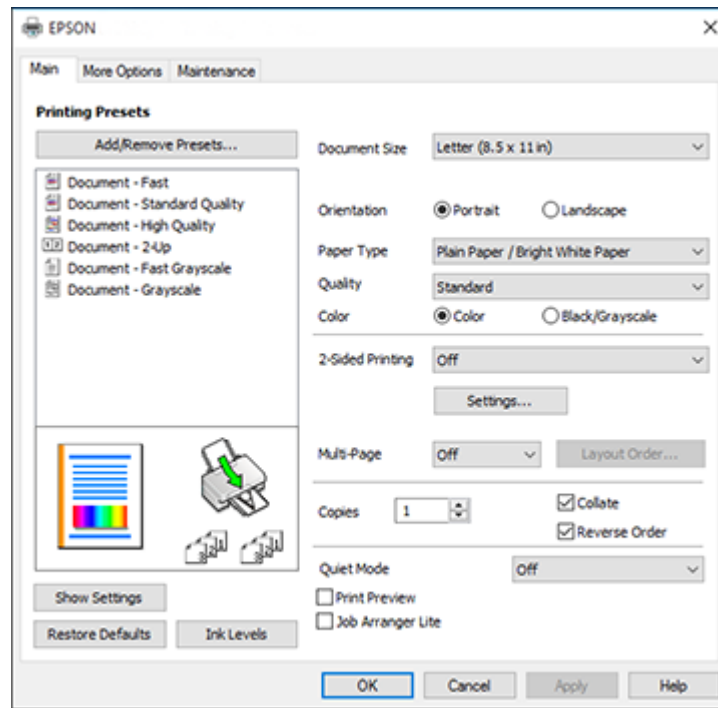 EPSON
Main More Options Maintenance
Printing Presets
Add/Remove Presets...
Document - Fast
Document - Standard Quality
Document - High Quality
Document - 2-Up
Document - Fast Grayscale
Document - Grayscale
Show Settings
Restore Defaults Ink Levels
Document Size Letter (8.5 x 11 in)
Orientation Portrait Landscape
Paper Type Plain Paper / Bright White Paper
Quality Standard
Color Color Black/Grayscale
2-Sided Printing Off
Settings...
Multi-Page Off Layout Order...
Copies 1 Collate
Reverse Order
Quiet Mode Off
Print Preview
Job Arranger Lite
OK Cancel Apply Help